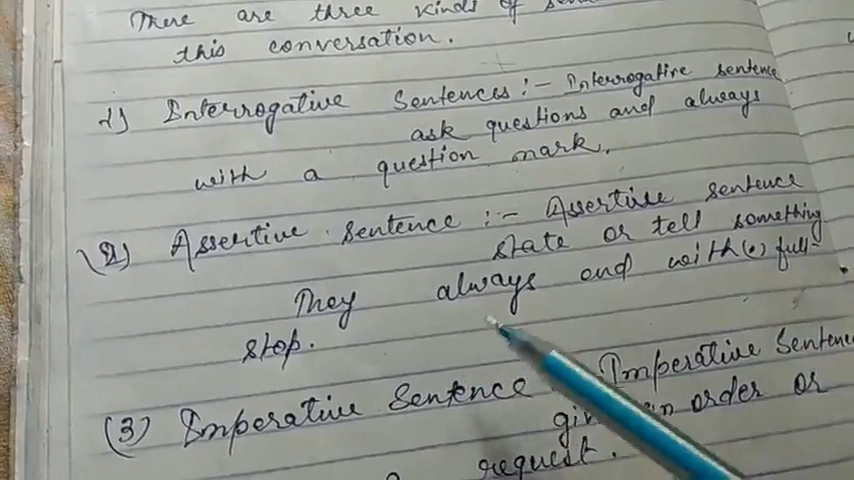 There are three kinds of
this conversation.
1) Interrogative Sentences :- Interrogative sentence
ask questions and always
with a question mark.
(2) Assertive sentence :- Assertive sentence
state or tell something
They always end with (.) full-
stop.
(3) Imperative Sentence Imperative Sentence
in order or
request.